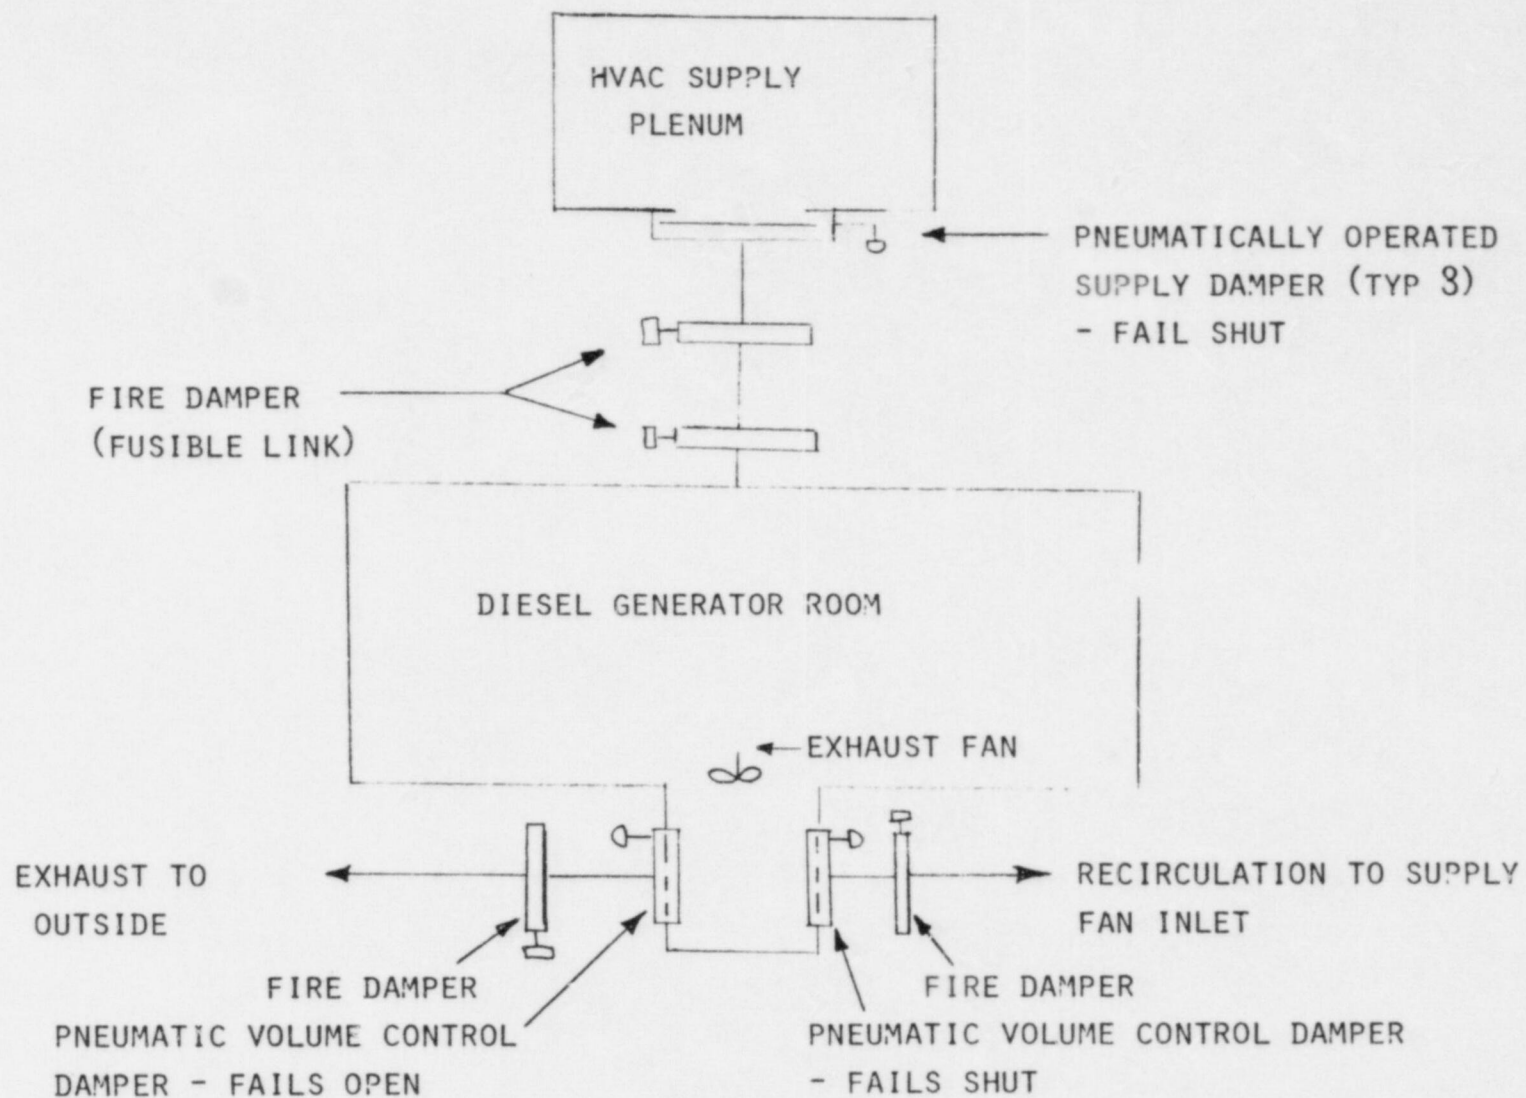 HVAC SUPPLY
PLENUM
PNEUMATICALLY OPERATED
SUPPLY DAMPER (TYP 3)
- FAIL SHUT
FIRE DAMPER
(FUSIBLE LINK)
DIESEL GENERATOR ROOM
EXHAUST FAN
EXHAUST TO
OUTSIDE
RECIRCULATION TO SUPPLY
FAN INLET
FIRE DAMPER
FIRE DAMPER
PNEUMATIC VOLUME CONTROL
DAMPER - FAILS OPEN
PNEUMATIC VOLUME CONTROL DAMPER
- FAILS SHUT